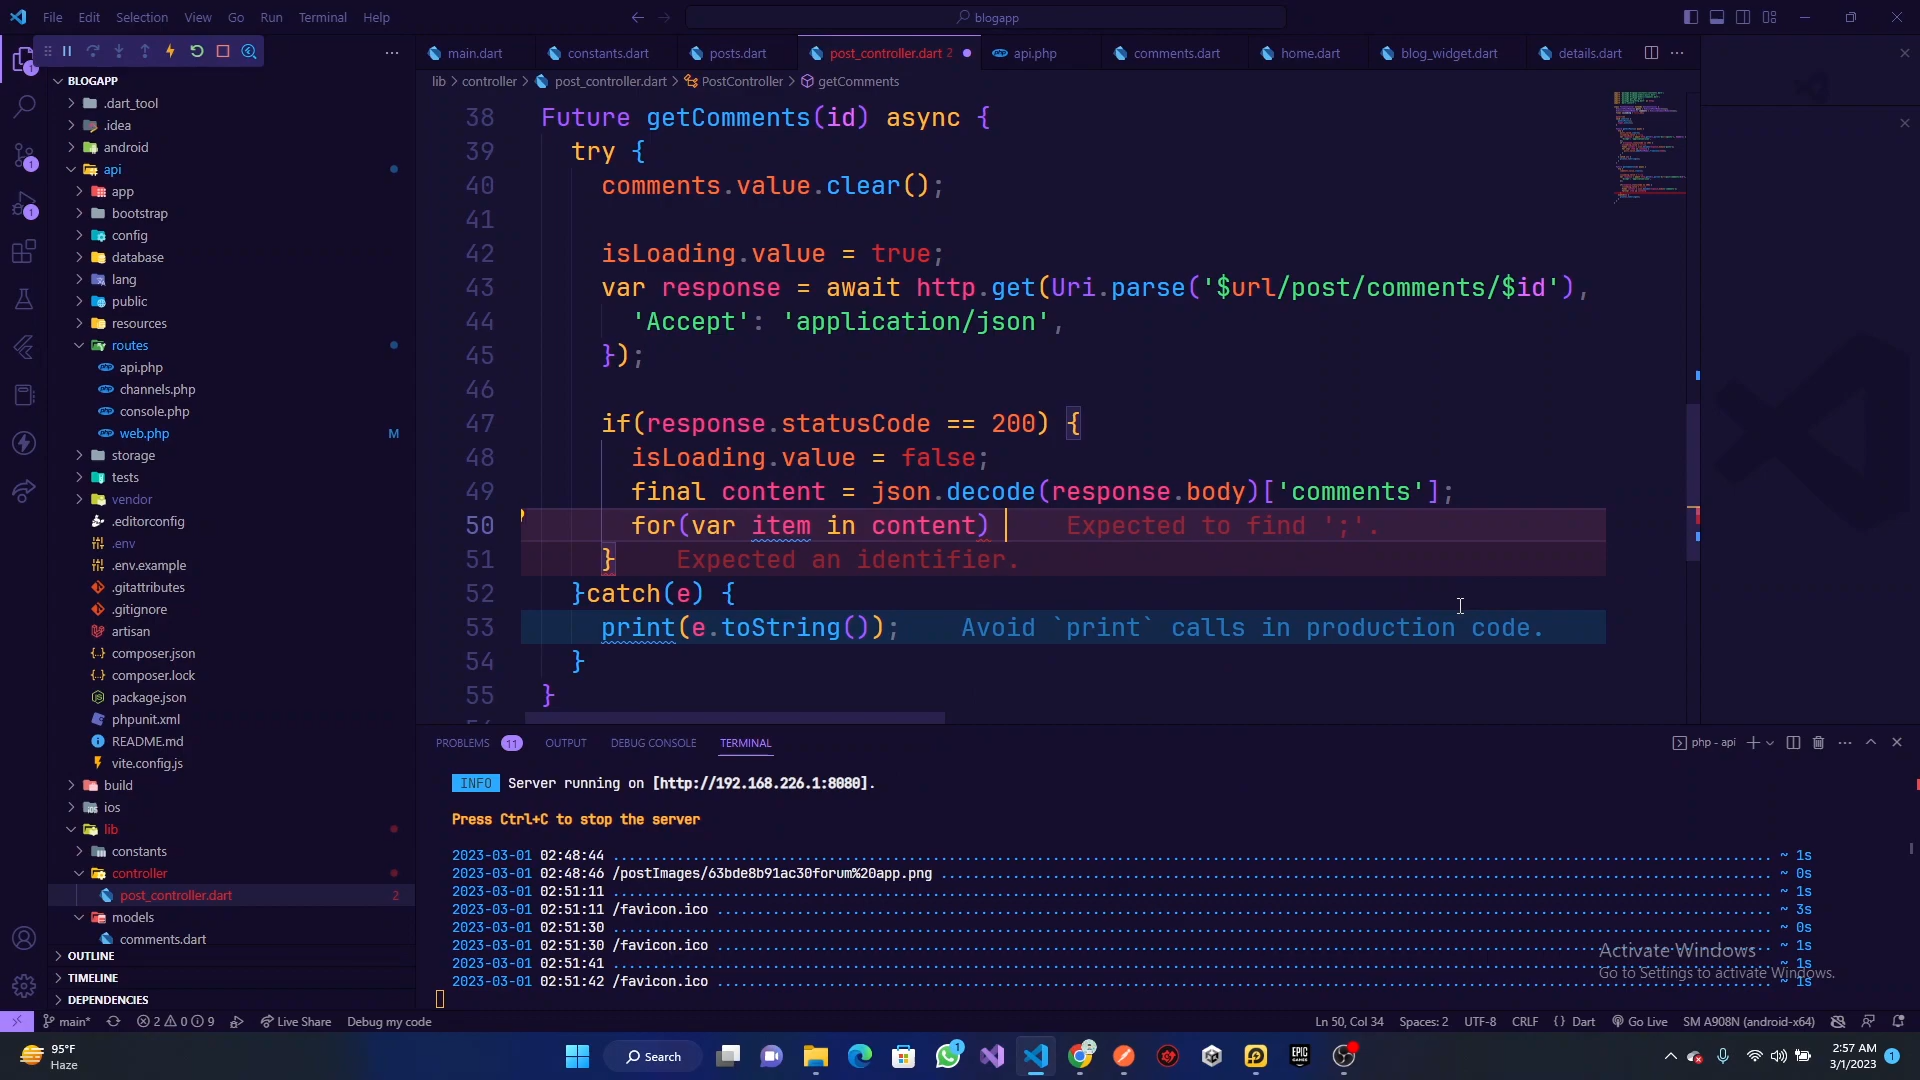 File Edit Selection View Go Run Terminal Help
blogapp
main.dart constants.dart posts.dart post_controller.dart 2 api.php comments.dart home.dart blog_widget.dart details.dart
lib > controller > post_controller.dart > PostController > getComments
BLOGAPP
.dart_tool
.idea
android
api
app
bootstrap
config
database
lang
public
resources
routes
api.php
channels.php
console.php
web.php M
storage
tests
vendor
.editorconfig
.env
.env.example
.gitattributes
.gitignore
artisan
composer.json
composer.lock
package.json
phpunit.xml
README.md
vite.config.js
build
ios
lib
constants
controller
post_controller.dart 2
models
comments.dart
OUTLINE
TIMELINE
DEPENDENCIES
38 Future getComments(id) async {
39 try {
40 comments.value.clear();
41
42 isLoading.value = true;
43 var response = await http.get(Uri.parse('$url/post/comments/$id'),
44 'Accept': 'application/json',
45 });
46
47 if(response.statusCode == 200) {
48 isLoading.value = false;
49 final content = json.decode(response.body)['comments'];
50 for(var item in content) Expected to find ';'.
51 } Expected an identifier.
52 }catch(e) {
53 print(e.toString()); Avoid `print` calls in production code.
54 }
55 }
PROBLEMS 11 OUTPUT DEBUG CONSOLE TERMINAL
php - api
INFO Server running on [http://192.168.226.1:8080].
Press Ctrl+C to stop the server
2023-03-01 02:48:44 ~ 1s
2023-03-01 02:48:46 /postImages/63bde8b91ac30forum%20app.png ~ 0s
2023-03-01 02:51:11 ~ 1s
2023-03-01 02:51:11 /favicon.ico ~ 3s
2023-03-01 02:51:30 ~ 0s
2023-03-01 02:51:30 /favicon.ico ~ 1s
2023-03-01 02:51:41 ~ 1s
2023-03-01 02:51:42 /favicon.ico ~ 1s
Activate Windows
Go to Settings to activate Windows.
main* 2 0 9 Live Share Debug my code
Ln 50, Col 34 Spaces: 2 UTF-8 CRLF { } Dart Go Live SM A908N (android-x64)
95°F
Haze
Search
1
EPIC GAMES
2:57 AM
3/1/2023
1